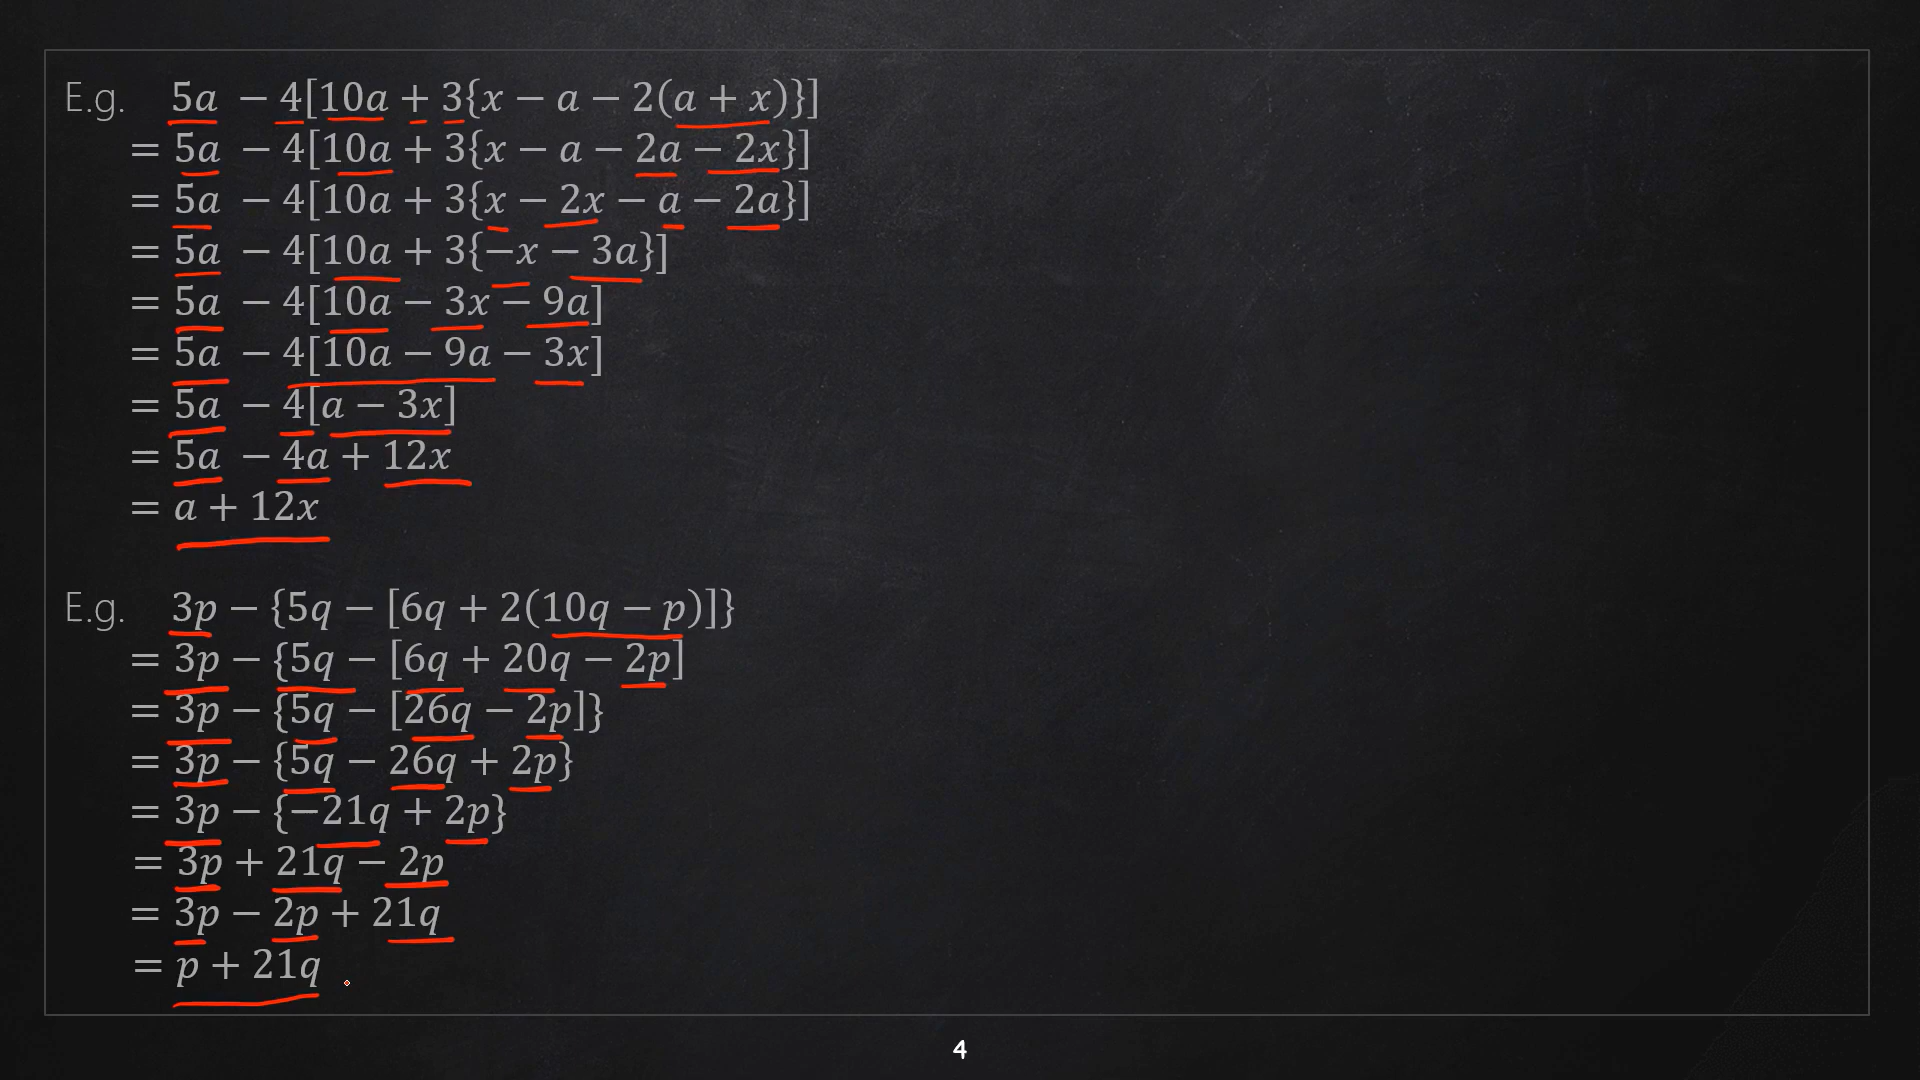 E.g. 5a − 4[10a + 3{x − a − 2(a + x)}]
= 5a − 4[10a + 3{x − a − 2a − 2x}]
= 5a − 4[10a + 3{x − 2x − a − 2a}]
= 5a − 4[10a + 3{−x − 3a}]
= 5a − 4[10a − 3x − 9a]
= 5a − 4[10a − 9a − 3x]
= 5a − 4[a − 3x]
= 5a − 4a + 12x
= a + 12x
E.g. 3p − {5q − [6q + 2(10q − p)]}
= 3p − {5q − [6q + 20q − 2p]
= 3p − {5q − [26q − 2p]}
= 3p − {5q − 26q + 2p}
= 3p − {−21q + 2p}
= 3p + 21q − 2p
= 3p − 2p + 21q
= p + 21q
4